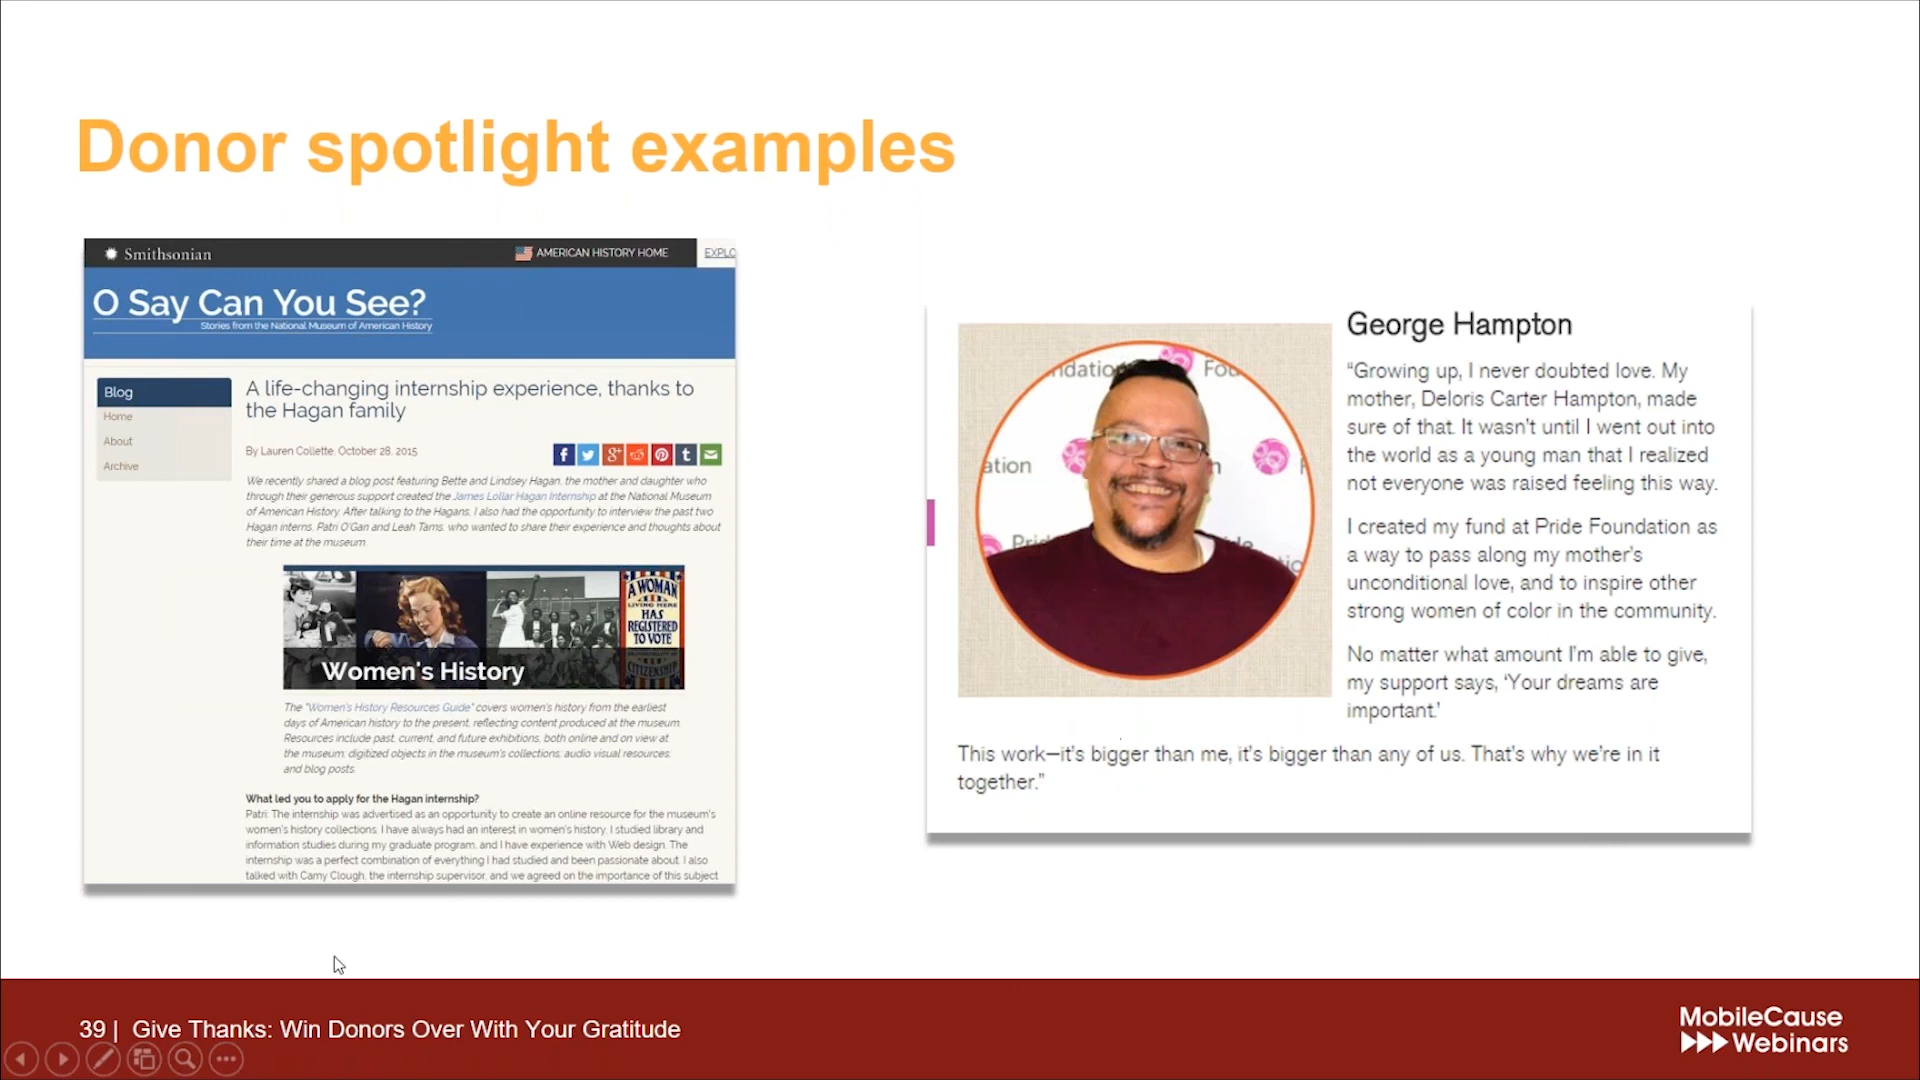 Donor spotlight examples
Smithsonian
AMERICAN HISTORY HOME
EXPLO
O Say Can You See?
Stories from the National Museum of American History
Blog
Home
About
Archive
A life-changing internship experience, thanks to
the Hagan family
By Lauren Collette, October 28, 2015
We recently shared a blog post featuring Bette and Lindsey Hagan, the mother and daughter who
through their generous support created the James Lollar Hagan Internship at the National Museum
of American History. After talking to the Hagans, I also had the opportunity to interview the past two
Hagan interns, Patri O'Gan and Leah Tams, who wanted to share their experience and thoughts about
their time at the museum.
A WOMAN
LIVING HERE
HAS
REGISTERED
TO VOTE
CITIZENSHIP
Women's History
The "Women's History Resources Guide" covers women's history from the earliest
days of American history to the present, reflecting content produced at the museum.
Resources include past, current, and future exhibitions, both online and on view at
the museum; digitized objects in the museum's collections; audio visual resources;
and blog posts.
What led you to apply for the Hagan internship?
Patri: The internship was advertised as an opportunity to create an online resource for the museum's
women's history collections. I have always had an interest in women's history. I studied library and
information studies during my graduate program, and I have experience with Web design. The
internship was a perfect combination of everything I had studied and been passionate about. I also
talked with Camy Clough, the internship supervisor, and we agreed on the importance of this subject
ndatio
Fou
ation
n
Prid
de
tio
George Hampton
“Growing up, I never doubted love. My
mother, Deloris Carter Hampton, made
sure of that. It wasn’t until I went out into
the world as a young man that I realized
not everyone was raised feeling this way.
I created my fund at Pride Foundation as
a way to pass along my mother’s
unconditional love, and to inspire other
strong women of color in the community.
No matter what amount I’m able to give,
my support says, ‘Your dreams are
important.’
This work—it’s bigger than me, it’s bigger than any of us. That’s why we’re in it
together.”
39 | Give Thanks: Win Donors Over With Your Gratitude
MobileCause
Webinars